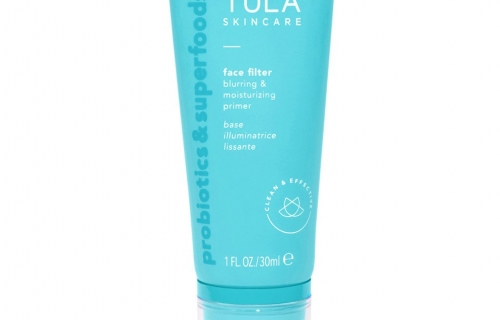 TULA
SKINCARE
probiotics & superfoods
face filter
blurring &
moisturizing
primer
base
illuminatrice
lissante
CLEAN & EFFECTIVE
1 FL. OZ./30ml e